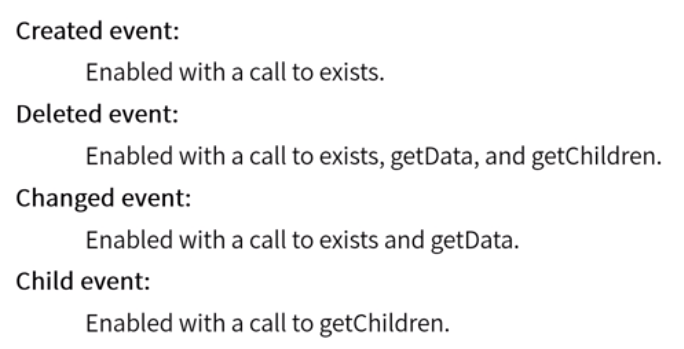 Created event:
Enabled with a call to exists.
Deleted event:
Enabled with a call to exists, getData, and getChildren.
Changed event:
Enabled with a call to exists and getData.
Child event:
Enabled with a call to getChildren.